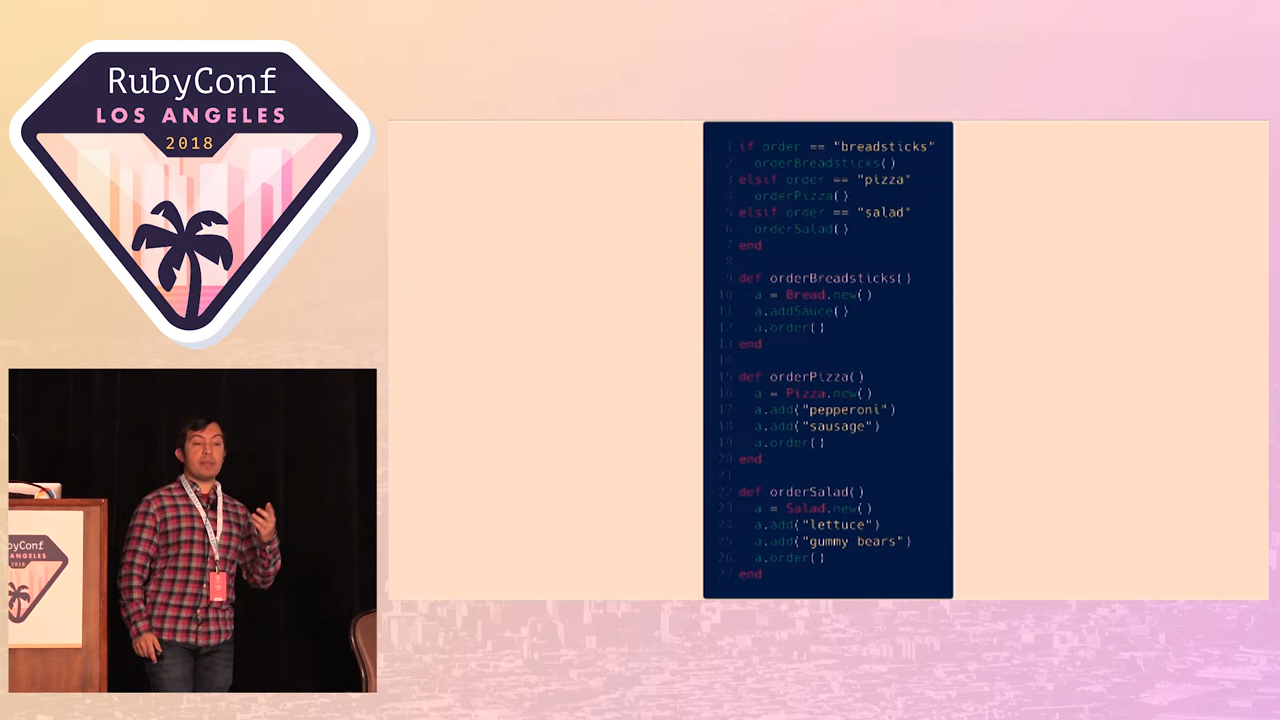 RubyConf
LOS ANGELES
2018
1 if order == "breadsticks"
2   orderBreadsticks()
3 elsif order == "pizza"
4   orderPizza()
5 elsif order == "salad"
6   orderSalad()
7 end
8
9 def orderBreadsticks()
10   a = Bread.new()
11   a.addSauce()
12   a.order()
13 end
14
15 def orderPizza()
16   a = Pizza.new()
17   a.add("pepperoni")
18   a.add("sausage")
19   a.order()
20 end
21
22 def orderSalad()
23   a = Salad.new()
24   a.add("lettuce")
25   a.add("gummy bears")
26   a.order()
27 end
byConf
ANGELES
2018